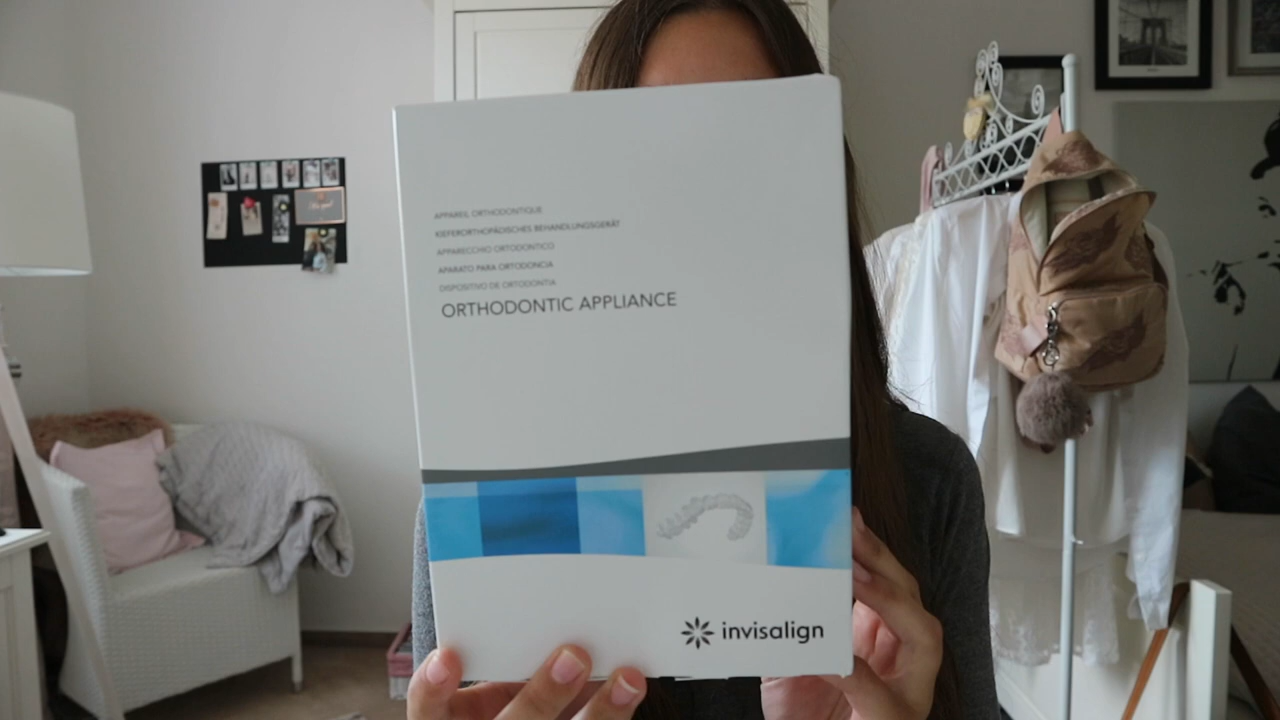 APPAREIL ORTHODONTIQUE
KIEFERORTHOPÄDISCHES BEHANDLUNGSGERÄT
APPARECCHIO ORTODONTICO
APARATO PARA ORTODONCIA
DISPOSITIVO DE ORTODONTIA
ORTHODONTIC APPLIANCE
invisalign